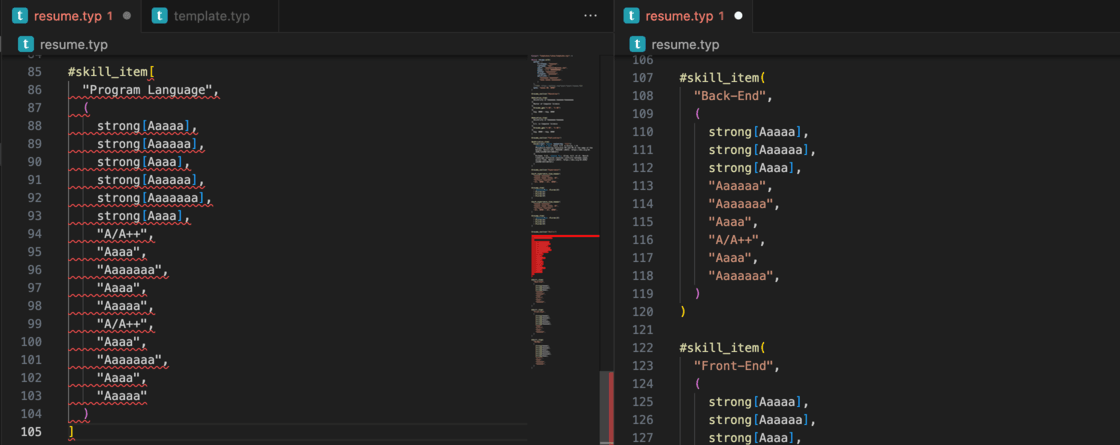 resume.typ 1
template.typ
resume.typ
85 #skill_item[
86 "Program Language",
87 (
88 strong[Aaaaa],
89 strong[Aaaaaa],
90 strong[Aaaa],
91 strong[Aaaaaa],
92 strong[Aaaaaaa],
93 strong[Aaaa],
94 "A/A++",
95 "Aaaa",
96 "Aaaaaaa",
97 "Aaaa",
98 "Aaaaa",
99 "A/A++",
100 "Aaaa",
101 "Aaaaaaa",
102 "Aaaa",
103 "Aaaaa"
104 )
105 ]
resume.typ 1
resume.typ
106
107 #skill_item(
108 "Back-End",
109 (
110 strong[Aaaaa],
111 strong[Aaaaaa],
112 strong[Aaaa],
113 "Aaaaaa",
114 "Aaaaaaa",
115 "Aaaa",
116 "A/A++",
117 "Aaaa",
118 "Aaaaaaa",
119 )
120 )
121
122 #skill_item(
123 "Front-End",
124 (
125 strong[Aaaaa],
126 strong[Aaaaaa],
127 strong[Aaaa],